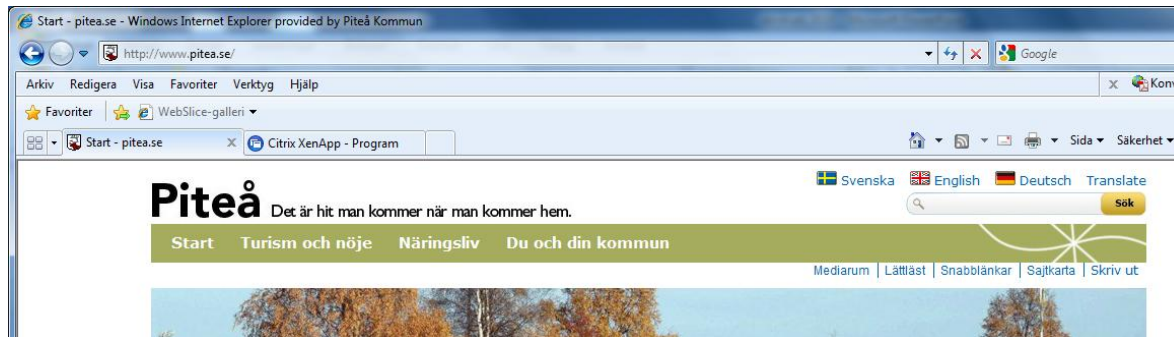 Start - pitea.se - Windows Internet Explorer provided by Piteå Kommun
http://www.pitea.se/
Google
Arkiv Redigera Visa Favoriter Verktyg Hjälp
x Kon
Favoriter WebSlice-galleri
Start - pitea.se x Citrix XenApp - Program
Sida Säkerhet
Svenska English Deutsch Translate
Piteå Det är hit man kommer när man kommer hem.
Sök
Start Turism och nöje Näringsliv Du och din kommun
Mediarum | Lättläst | Snabblänkar | Sajtkarta | Skriv ut